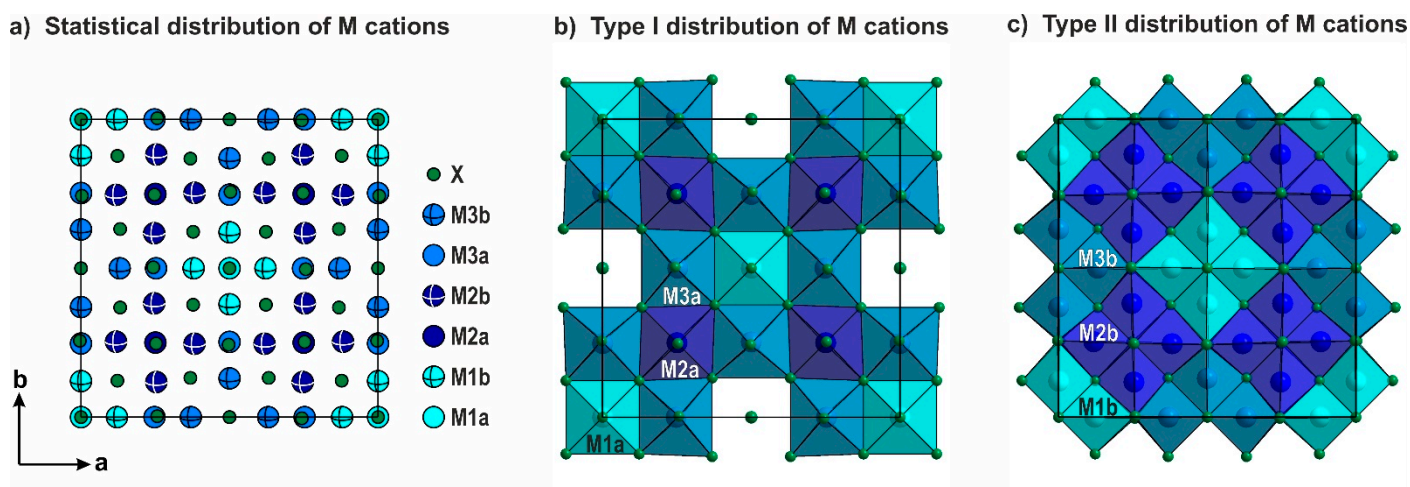 a) Statistical distribution of M cations
b) Type I distribution of M cations
c) Type II distribution of M cations
X
M3b
M3a
M2b
M2a
M1b
M1a
b
a
M3a
M2a
M1a
M3b
M2b
M1b